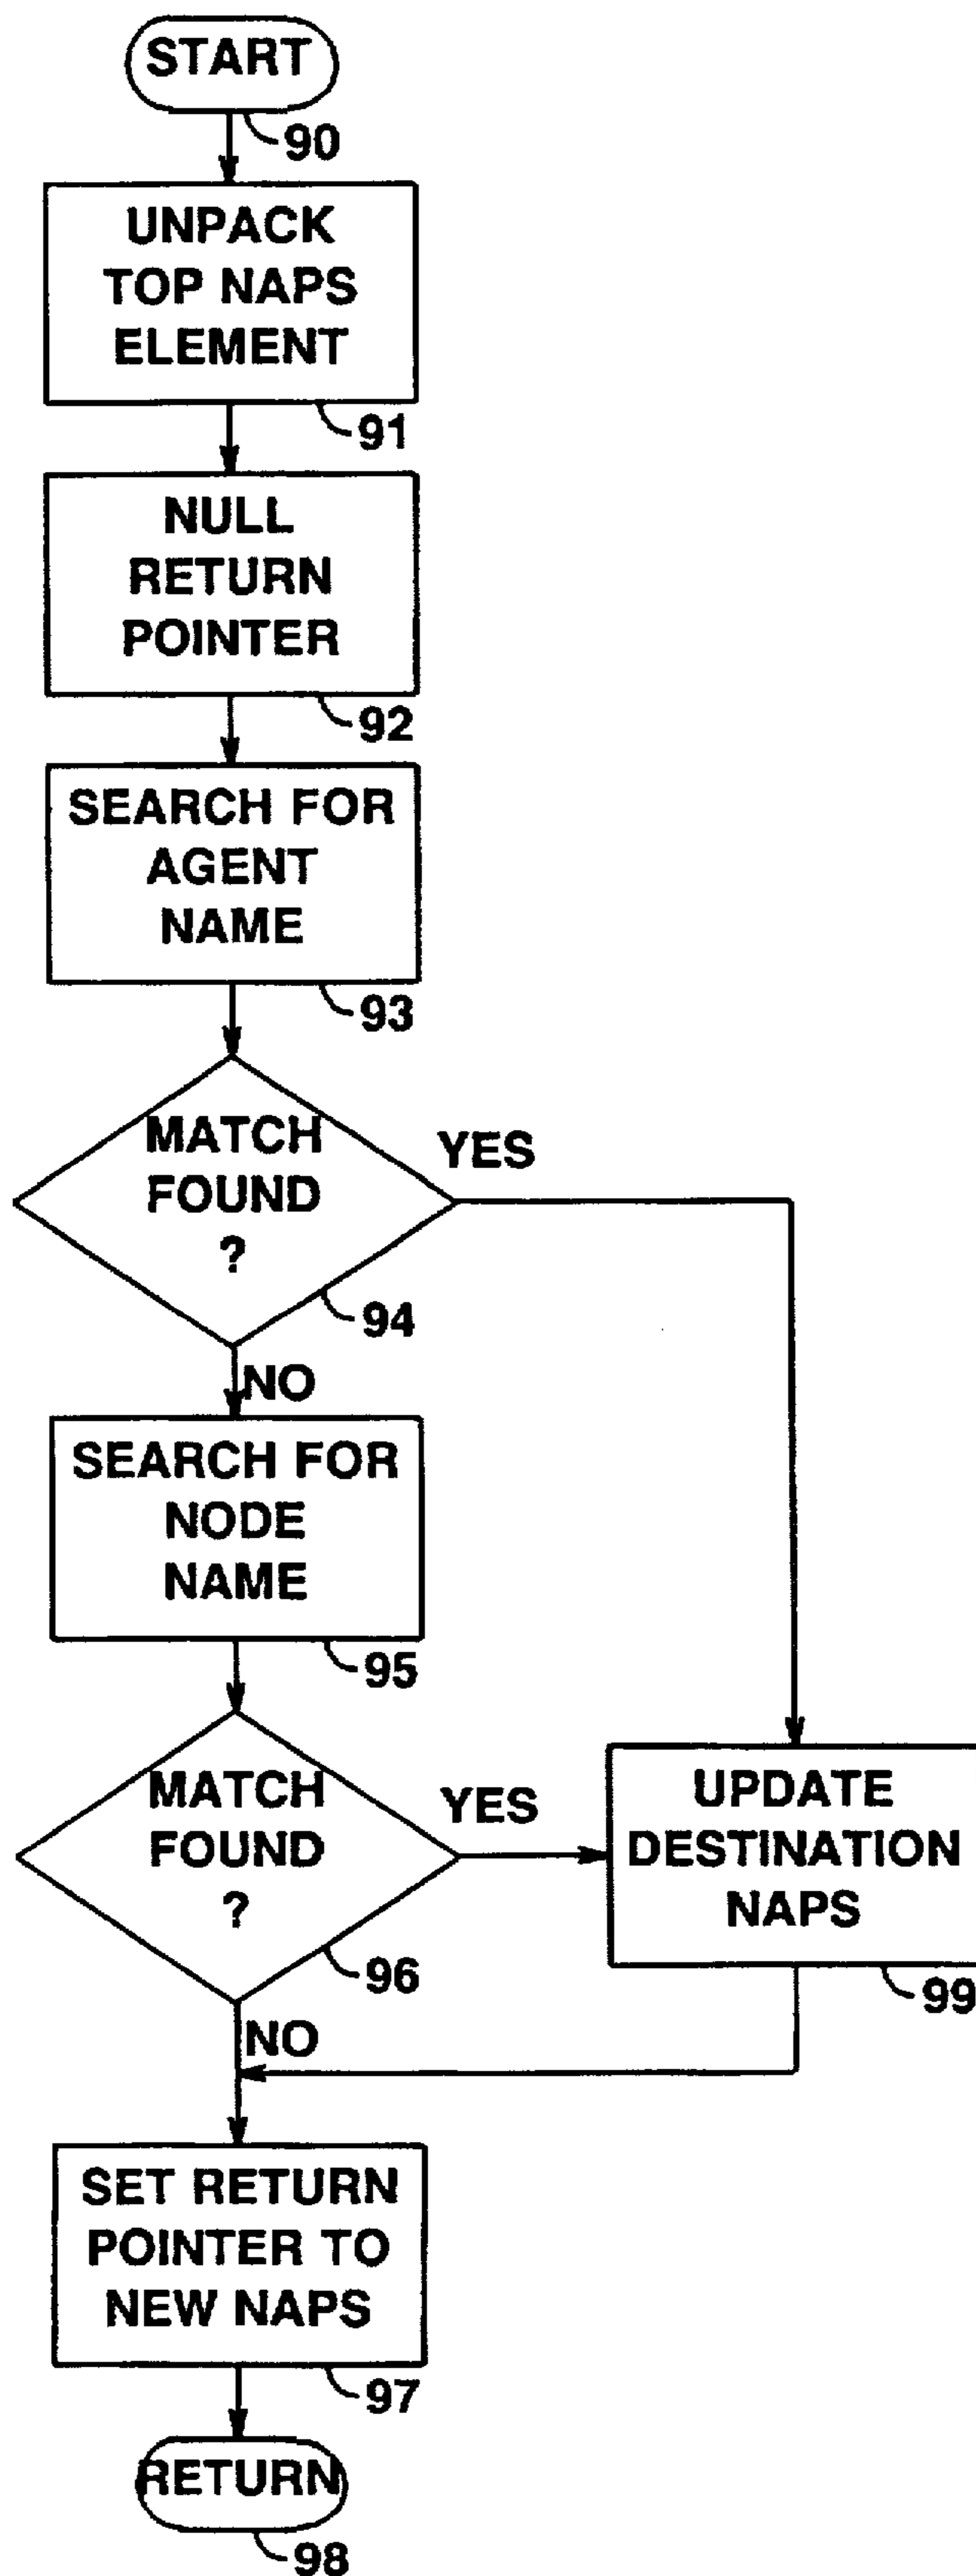 START
90
UNPACK
TOP NAPS
ELEMENT
91
NULL
RETURN
POINTER
92
SEARCH FOR
AGENT
NAME
93
MATCH
FOUND
?
YES
94
NO
SEARCH FOR
NODE
NAME
95
MATCH
FOUND
?
YES
96
NO
UPDATE
DESTINATION
NAPS
99
SET RETURN
POINTER TO
NEW NAPS
97
RETURN
98